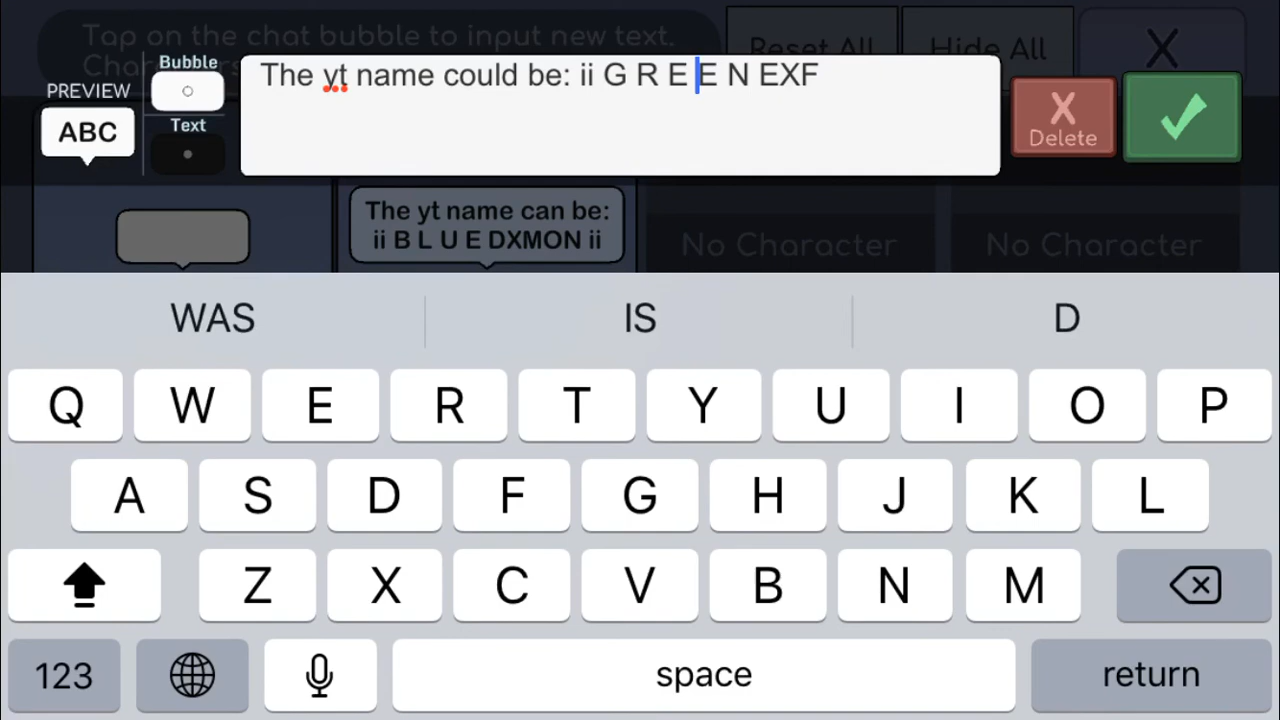 Tap on the chat bubble to input new text.
Reset All
Hide All
X
Bubble
PREVIEW
ABC
Text
The yt name could be: ii G R E E N EXF
X
Delete
The yt name can be:
ii B L U E DXMON ii
No Character
No Character
WAS
IS
D
Q W E R T Y U I O P
A S D F G H J K L
Z X C V B N M
123
space
return